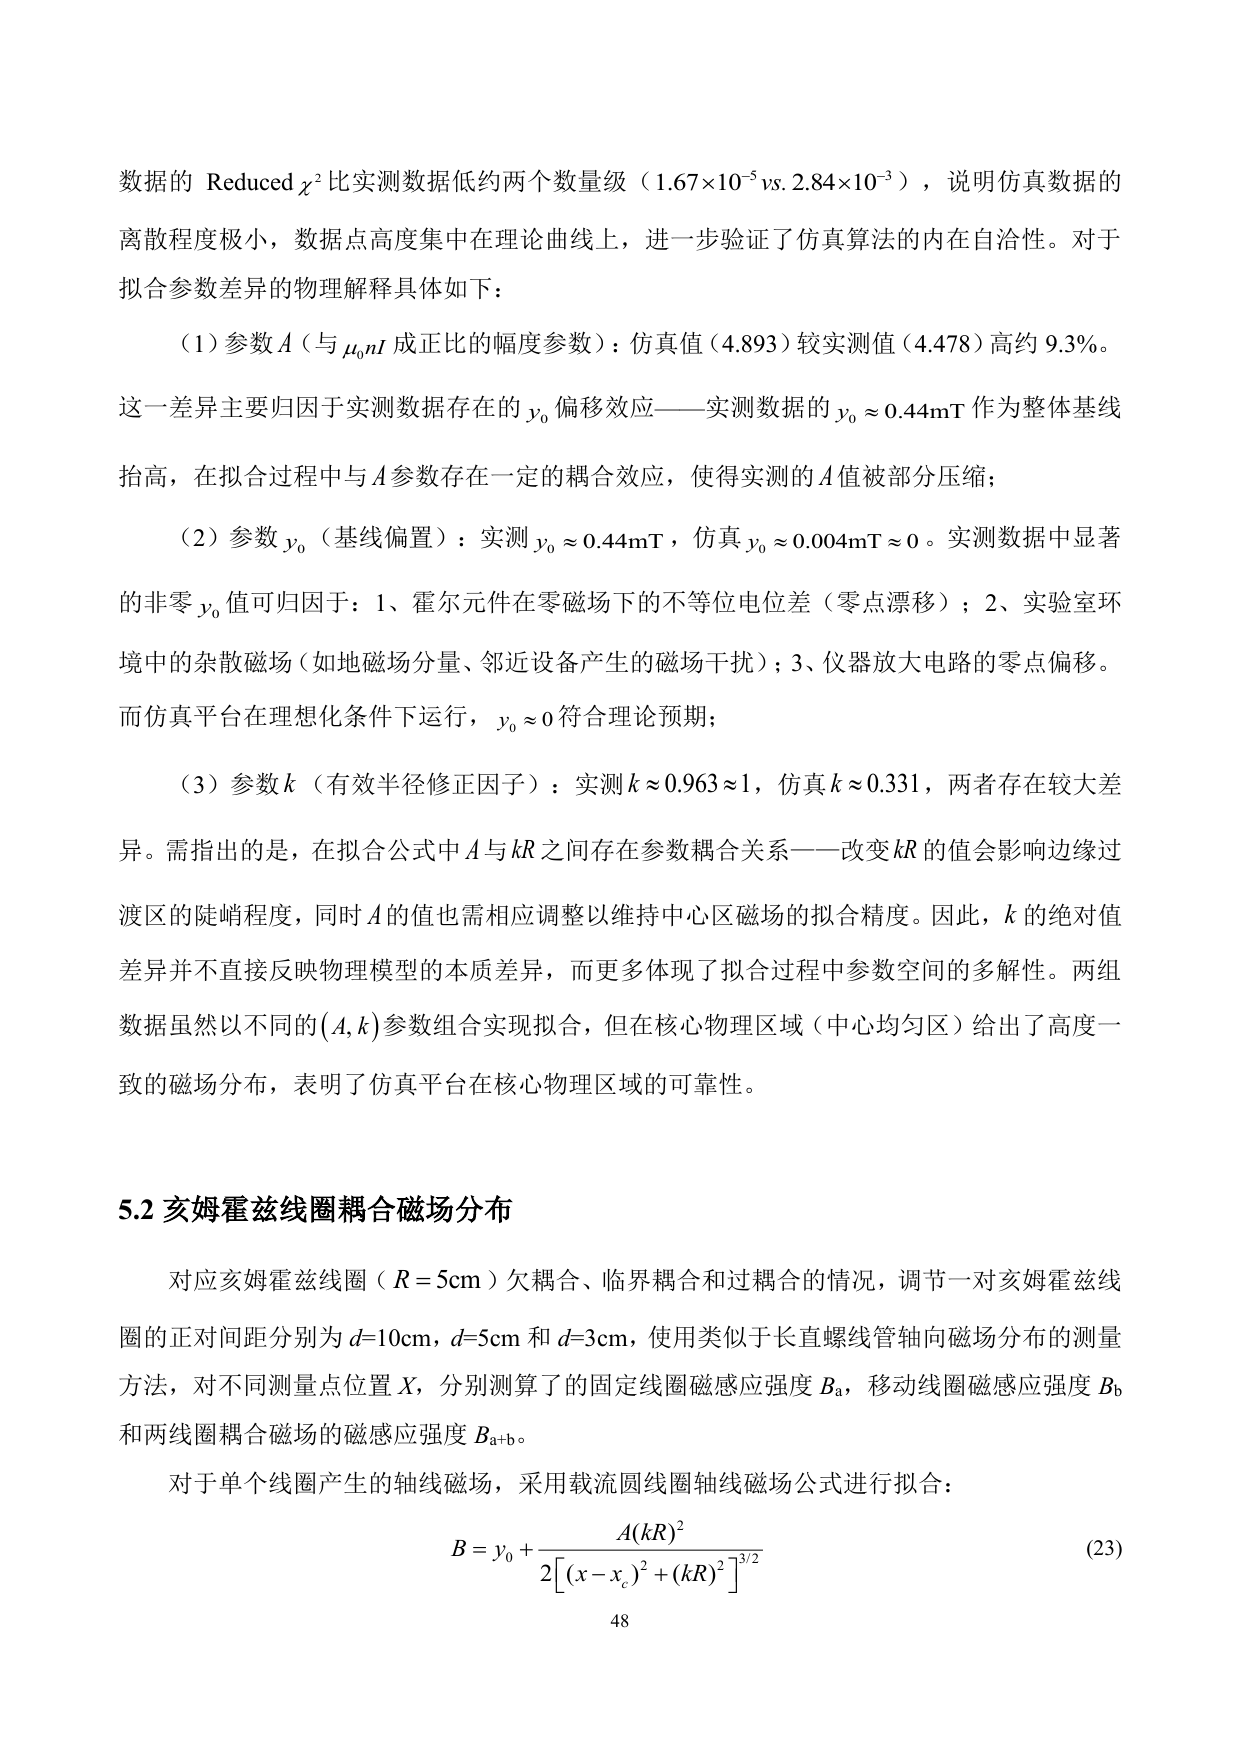 数据的 Reduced χ² 比实测数据低约两个数量级（1.67×10⁻⁵ vs. 2.84×10⁻³），说明仿真数据的
离散程度极小，数据点高度集中在理论曲线上，进一步验证了仿真算法的内在自洽性。对于
拟合参数差异的物理解释具体如下：
（1）参数 A（与 μ₀nI 成正比的幅度参数）：仿真值（4.893）较实测值（4.478）高约 9.3%。
这一差异主要归因于实测数据存在的 y₀ 偏移效应——实测数据的 y₀ ≈ 0.44mT 作为整体基线
抬高，在拟合过程中与 A 参数存在一定的耦合效应，使得实测的 A 值被部分压缩；
（2）参数 y₀（基线偏置）：实测 y₀ ≈ 0.44mT，仿真 y₀ ≈ 0.004mT ≈ 0。实测数据中显著
的非零 y₀ 值可归因于：1、霍尔元件在零磁场下的不等位电位差（零点漂移）；2、实验室环
境中的杂散磁场（如地磁场分量、邻近设备产生的磁场干扰）；3、仪器放大电路的零点偏移。
而仿真平台在理想化条件下运行， y₀ ≈ 0 符合理论预期；
（3）参数 k（有效半径修正因子）：实测 k ≈ 0.963 ≈ 1，仿真 k ≈ 0.331，两者存在较大差
异。需指出的是，在拟合公式中 A 与 kR 之间存在参数耦合关系——改变 kR 的值会影响边缘过
渡区的陡峭程度，同时 A 的值也需相应调整以维持中心区磁场的拟合精度。因此，k 的绝对值
差异并不直接反映物理模型的本质差异，而更多体现了拟合过程中参数空间的多解性。两组
数据虽然以不同的 (A, k) 参数组合实现拟合，但在核心物理区域（中心均匀区）给出了高度一
致的磁场分布，表明了仿真平台在核心物理区域的可靠性。
5.2 亥姆霍兹线圈耦合磁场分布
对应亥姆霍兹线圈（R = 5cm）欠耦合、临界耦合和过耦合的情况，调节一对亥姆霍兹线
圈的正对间距分别为 d=10cm，d=5cm 和 d=3cm，使用类似于长直螺线管轴向磁场分布的测量
方法，对不同测量点位置 X，分别测算了的固定线圈磁感应强度 Bₐ，移动线圈磁感应强度 B_b
和两线圈耦合磁场的磁感应强度 B_{a+b}。
对于单个线圈产生的轴线磁场，采用载流圆线圈轴线磁场公式进行拟合：
B = y₀ + A(kR)² / 2[(x − x_c)² + (kR)²]^{3/2} (23)
48